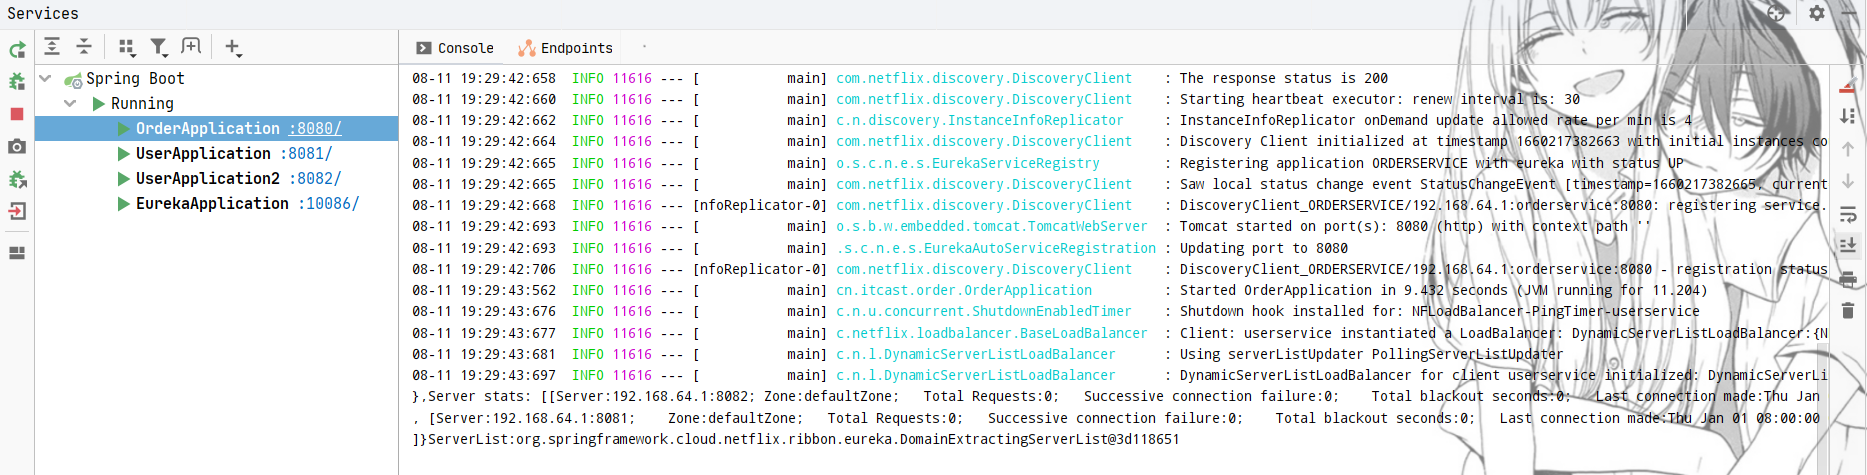 Services
Console Endpoints
Spring Boot
Running
OrderApplication :8080/
UserApplication :8081/
UserApplication2 :8082/
EurekaApplication :10086/
08-11 19:29:42:658 INFO 11616 --- [ main] com.netflix.discovery.DiscoveryClient : The response status is 200
08-11 19:29:42:660 INFO 11616 --- [ main] com.netflix.discovery.DiscoveryClient : Starting heartbeat executor: renew interval is: 30
08-11 19:29:42:662 INFO 11616 --- [ main] c.n.discovery.InstanceInfoReplicator : InstanceInfoReplicator onDemand update allowed rate per min is 4
08-11 19:29:42:664 INFO 11616 --- [ main] com.netflix.discovery.DiscoveryClient : Discovery Client initialized at timestamp 1660217382663 with initial instances co
08-11 19:29:42:665 INFO 11616 --- [ main] o.s.c.n.e.s.EurekaServiceRegistry : Registering application ORDERSERVICE with eureka with status UP
08-11 19:29:42:665 INFO 11616 --- [ main] com.netflix.discovery.DiscoveryClient : Saw local status change event StatusChangeEvent [timestamp=1660217382665, current
08-11 19:29:42:668 INFO 11616 --- [nfoReplicator-0] com.netflix.discovery.DiscoveryClient : DiscoveryClient_ORDERSERVICE/192.168.64.1:orderservice:8080: registering service.
08-11 19:29:42:693 INFO 11616 --- [ main] o.s.b.w.embedded.tomcat.TomcatWebServer : Tomcat started on port(s): 8080 (http) with context path ''
08-11 19:29:42:693 INFO 11616 --- [ main] .s.c.n.e.s.EurekaAutoServiceRegistration : Updating port to 8080
08-11 19:29:42:706 INFO 11616 --- [nfoReplicator-0] com.netflix.discovery.DiscoveryClient : DiscoveryClient_ORDERSERVICE/192.168.64.1:orderservice:8080 - registration status
08-11 19:29:43:562 INFO 11616 --- [ main] cn.itcast.order.OrderApplication : Started OrderApplication in 9.432 seconds (JVM running for 11.204)
08-11 19:29:43:676 INFO 11616 --- [ main] c.n.u.concurrent.ShutdownEnabledTimer : Shutdown hook installed for: NFLoadBalancer-PingTimer-userservice
08-11 19:29:43:677 INFO 11616 --- [ main] c.netflix.loadbalancer.BaseLoadBalancer : Client: userservice instantiated a LoadBalancer: DynamicServerListLoadBalancer:{N
08-11 19:29:43:681 INFO 11616 --- [ main] c.n.l.DynamicServerListLoadBalancer : Using serverListUpdater PollingServerListUpdater
08-11 19:29:43:697 INFO 11616 --- [ main] c.n.l.DynamicServerListLoadBalancer : DynamicServerListLoadBalancer for client userservice initialized: DynamicServerLi
},Server stats: [[Server:192.168.64.1:8082; Zone:defaultZone; Total Requests:0; Successive connection failure:0; Total blackout seconds:0; Last connection made:Thu Jan
, [Server:192.168.64.1:8081; Zone:defaultZone; Total Requests:0; Successive connection failure:0; Total blackout seconds:0; Last connection made:Thu Jan 01 08:00:00
]}ServerList:org.springframework.cloud.netflix.ribbon.eureka.DomainExtractingServerList@3d118651